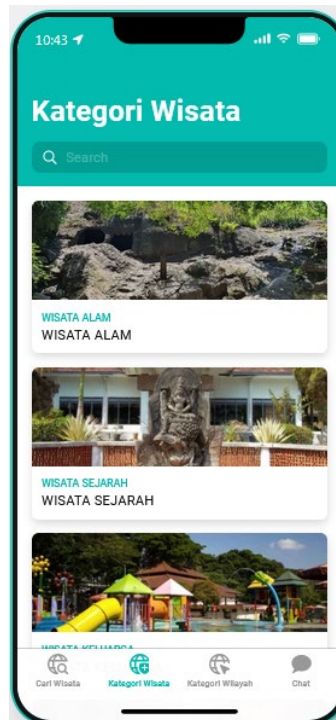 10:43
Kategori Wisata
Search
WISATA ALAM
WISATA ALAM
WISATA SEJARAH
WISATA SEJARAH
WISATA KELUARGA
Cari Wisata
Kategori Wisata
Kategori Wilayah
Chat